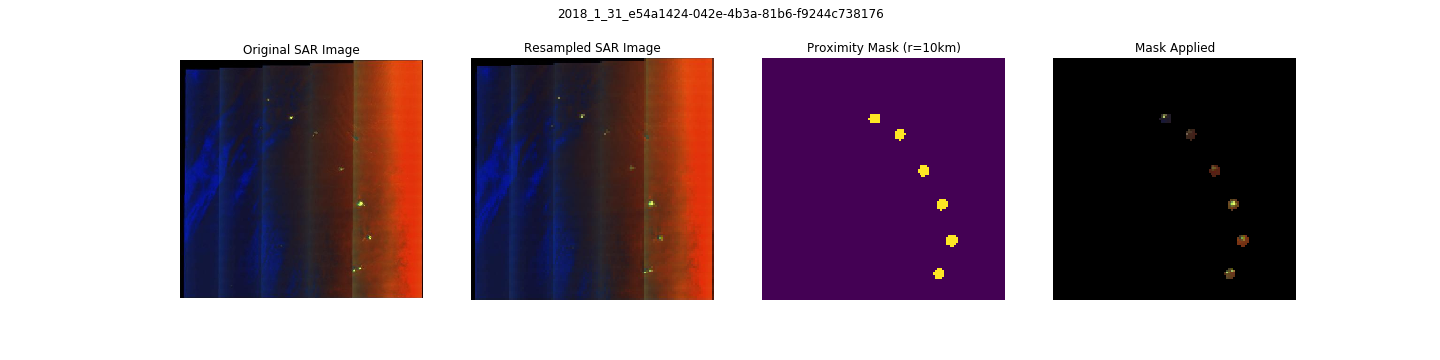 2018_1_31_e54a1424-042e-4b3a-81b6-f9244c738176
Original SAR Image
Resampled SAR Image
Proximity Mask (r=10km)
Mask Applied